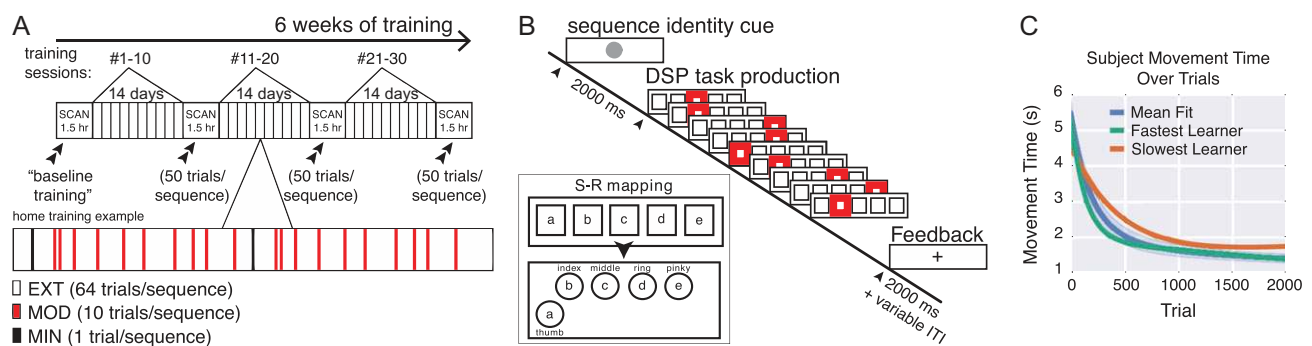 A
6 weeks of training
training
sessions:
#1-10
#11-20
#21-30
14 days
14 days
14 days
SCAN
1.5 hr
SCAN
1.5 hr
SCAN
1.5 hr
SCAN
1.5 hr
“baseline
training”
(50 trials/
sequence)
(50 trials/
sequence)
(50 trials/
sequence)
home training example
EXT (64 trials/sequence)
MOD (10 trials/sequence)
MIN (1 trial/sequence)
B
sequence identity cue
2000 ms
DSP task production
S-R mapping
a b c d e
index middle ring pinky
b c d e
a
thumb
Feedback
+
2000 ms
+ variable ITI
C
Subject Movement Time
Over Trials
Movement Time (s)
6
5
4
3
2
1
Mean Fit
Fastest Learner
Slowest Learner
0 500 1000 1500 2000
Trial